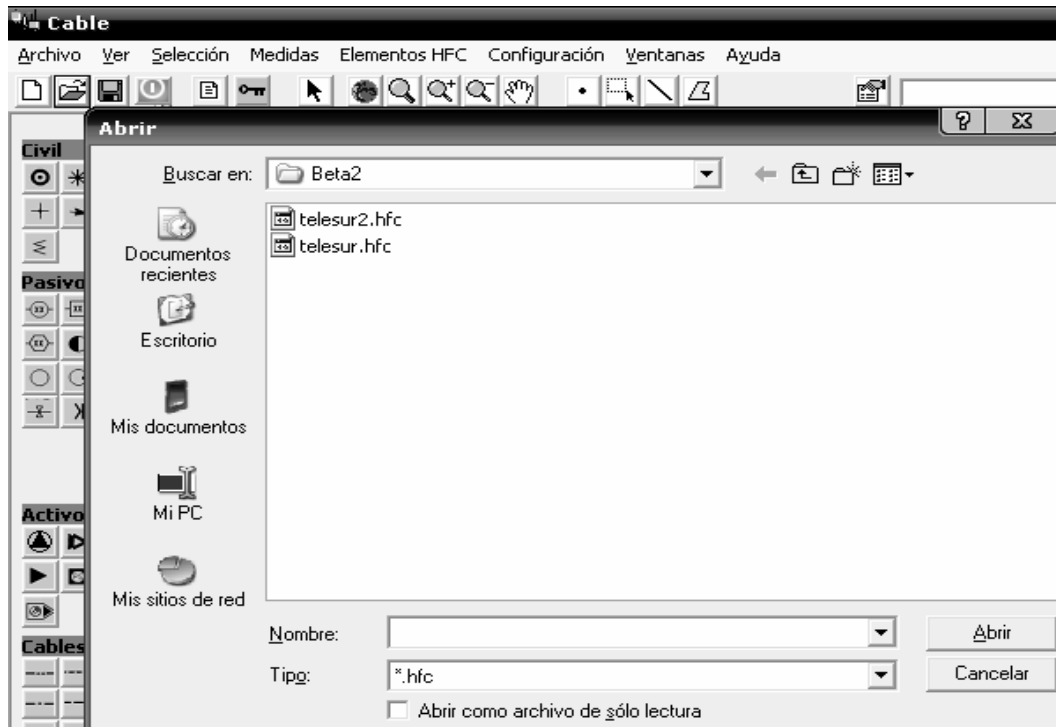 Cable
Archivo Ver Selección Medidas Elementos HFC Configuración Ventanas Ayuda
Abrir
Civil
Buscar en: Beta2
telesur2.hfc
telesur.hfc
Documentos
recientes
Pasivo
Escritorio
Mis documentos
Mi PC
Activo
Mis sitios de red
Nombre: Abrir
Cables
Tipo: *.hfc Cancelar
Abrir como archivo de sólo lectura